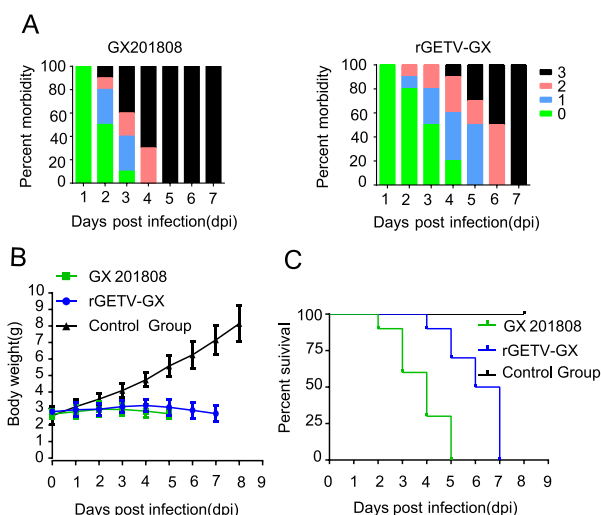 A
GX201808
rGETV-GX
Percent morbidity
100
80
60
40
20
0
1 2 3 4 5 6 7
Days post infection(dpi)
Percent morbidity
100
80
60
40
20
0
1 2 3 4 5 6 7
Days post infection(dpi)
3
2
1
0
B
GX 201808
rGETV-GX
Control Group
Body weight(g)
10
9
8
7
6
5
4
3
2
1
0
0 1 2 3 4 5 6 7 8 9
Days post infection(dpi)
C
GX 201808
rGETV-GX
Control Group
Percent suivival
100
75
50
25
0
0 1 2 3 4 5 6 7 8 9
Days post infection(dpi)